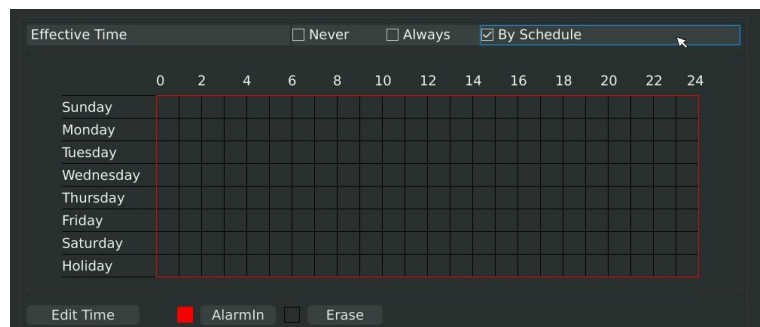 Effective Time Never Always By Schedule
0 2 4 6 8 10 12 14 16 18 20 22 24
Sunday
Monday
Tuesday
Wednesday
Thursday
Friday
Saturday
Holiday
Edit Time AlarmIn Erase